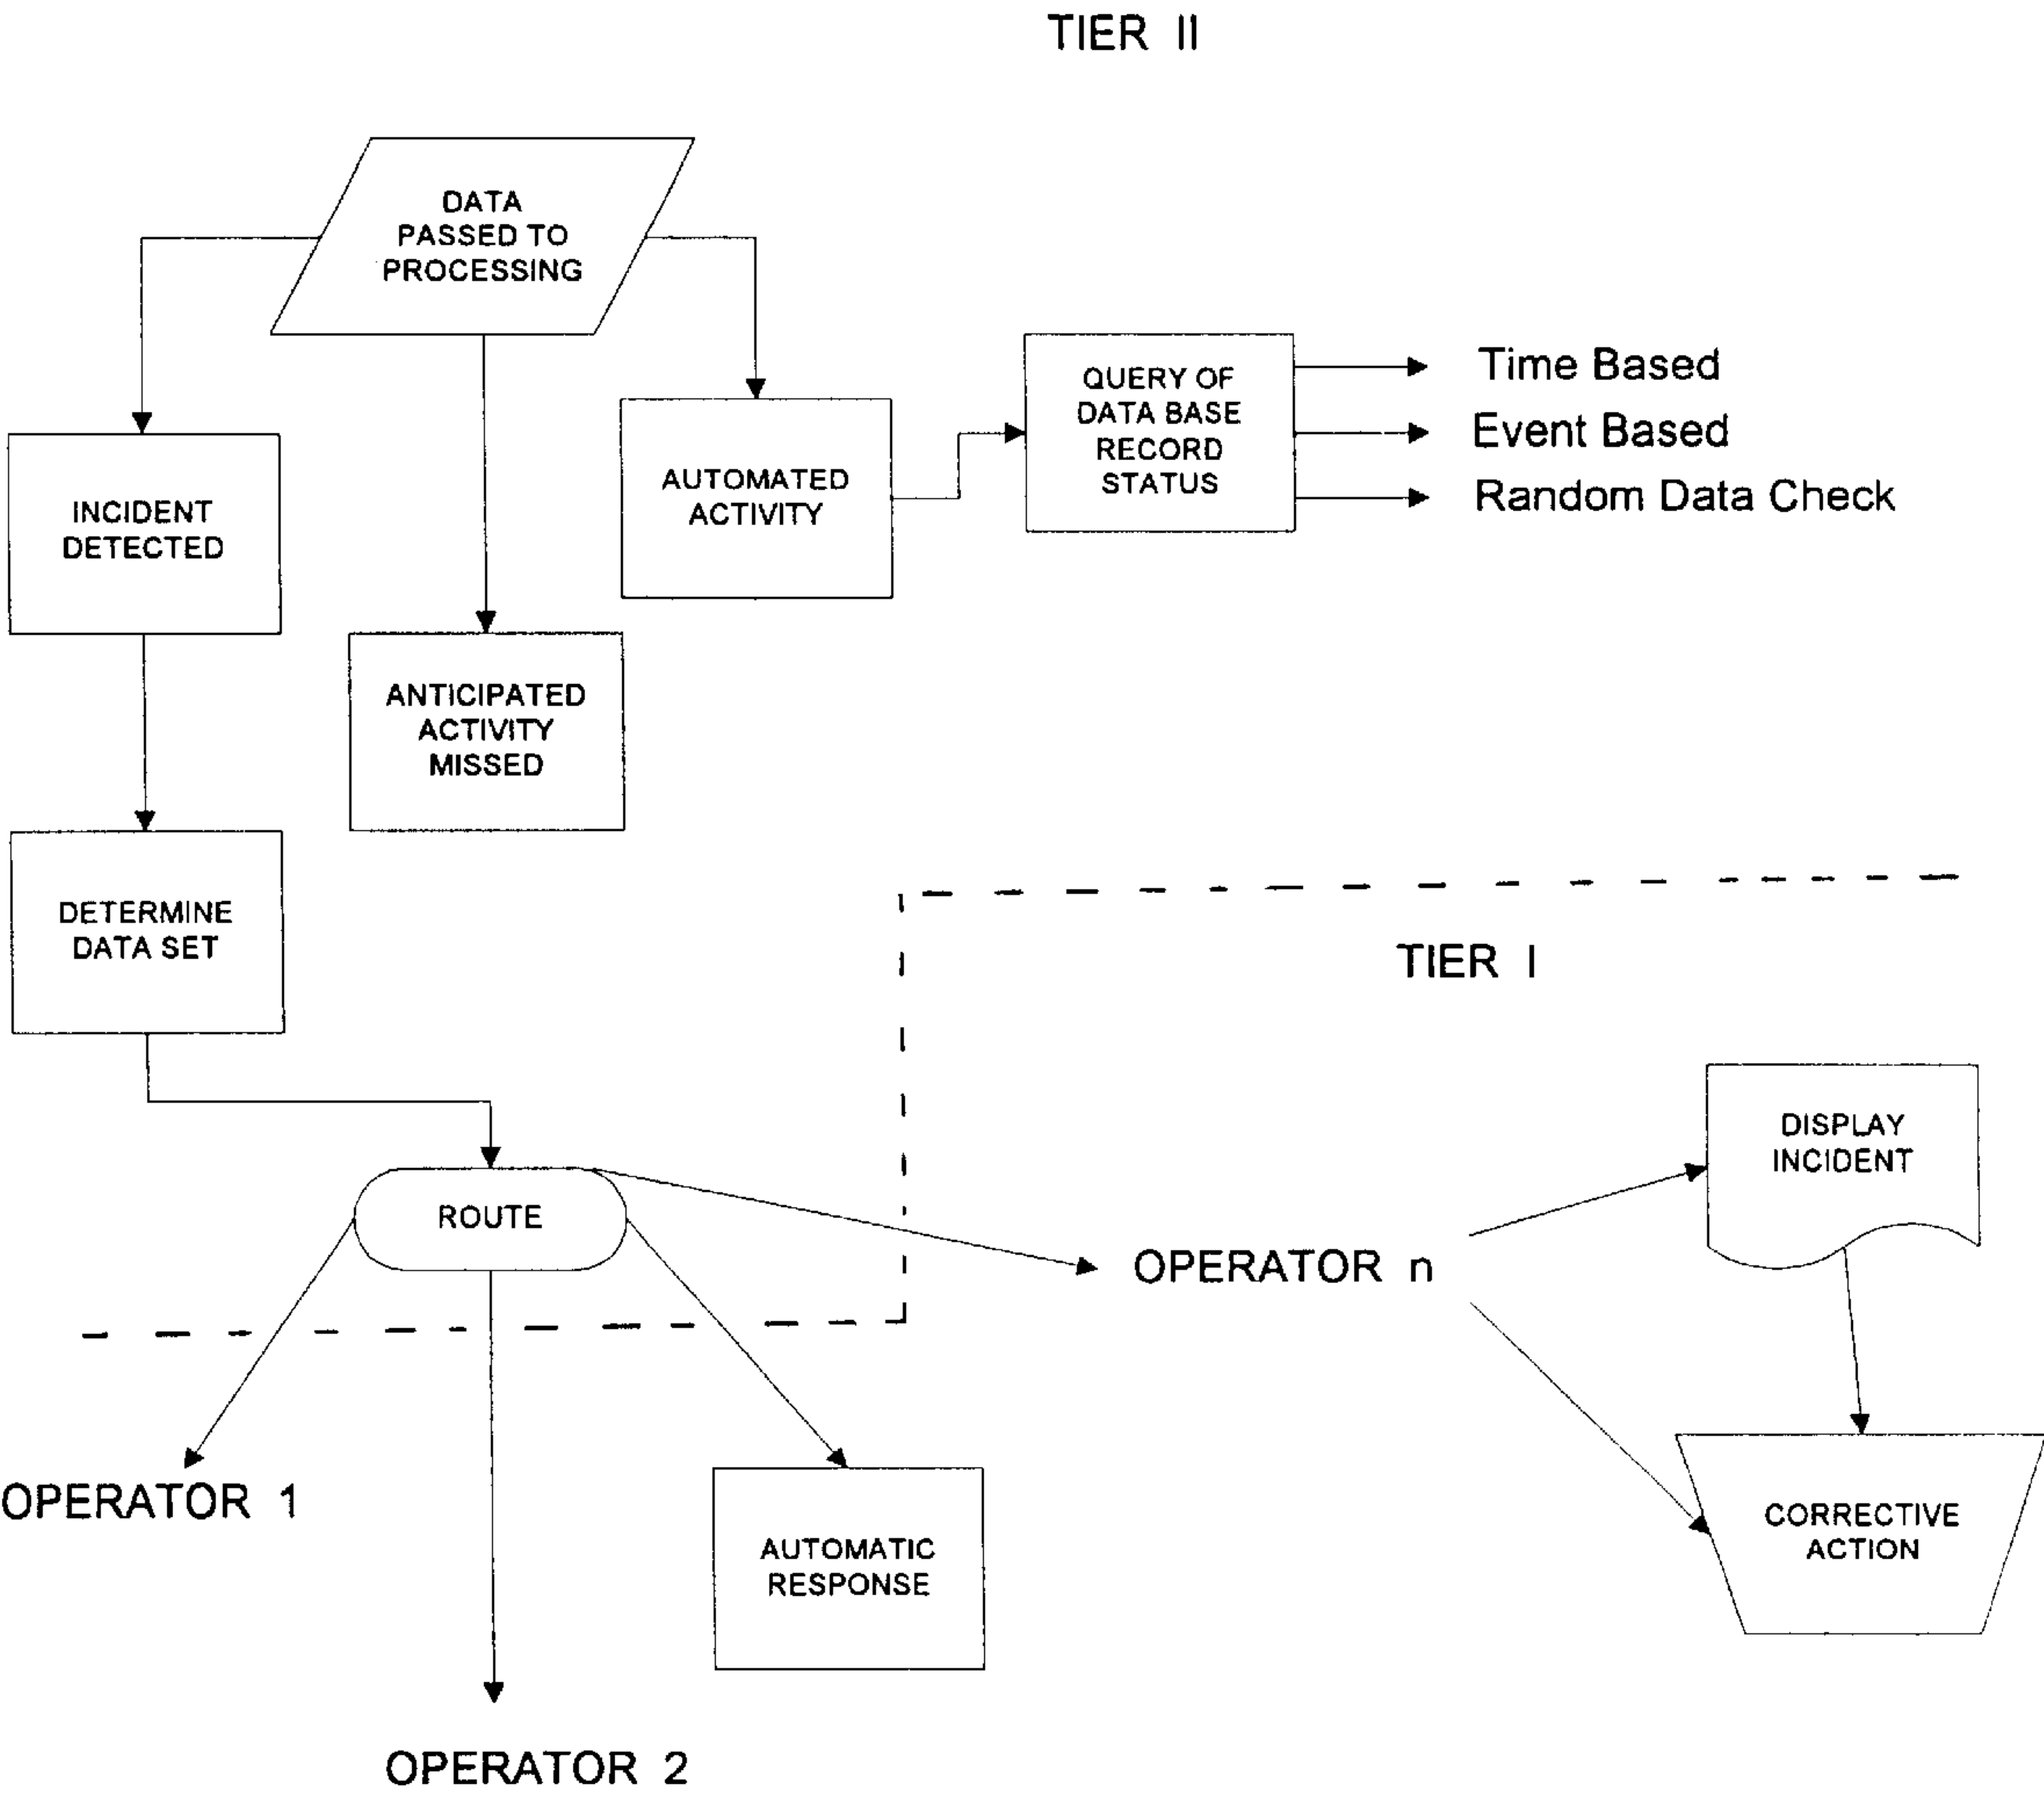 TIER II
DATA
PASSED TO
PROCESSING
INCIDENT
DETECTED
ANTICIPATED
ACTIVITY
MISSED
AUTOMATED
ACTIVITY
QUERY OF
DATA BASE
RECORD
STATUS
Time Based
Event Based
Random Data Check
DETERMINE
DATA SET
TIER I
ROUTE
OPERATOR n
DISPLAY
INCIDENT
OPERATOR 1
AUTOMATIC
RESPONSE
CORRECTIVE
ACTION
OPERATOR 2